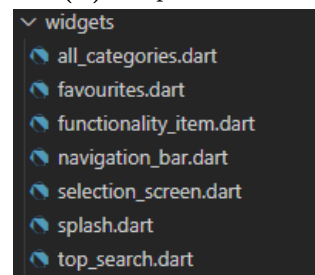 widgets
all_categories.dart
favourites.dart
functionality_item.dart
navigation_bar.dart
selection_screen.dart
splash.dart
top_search.dart